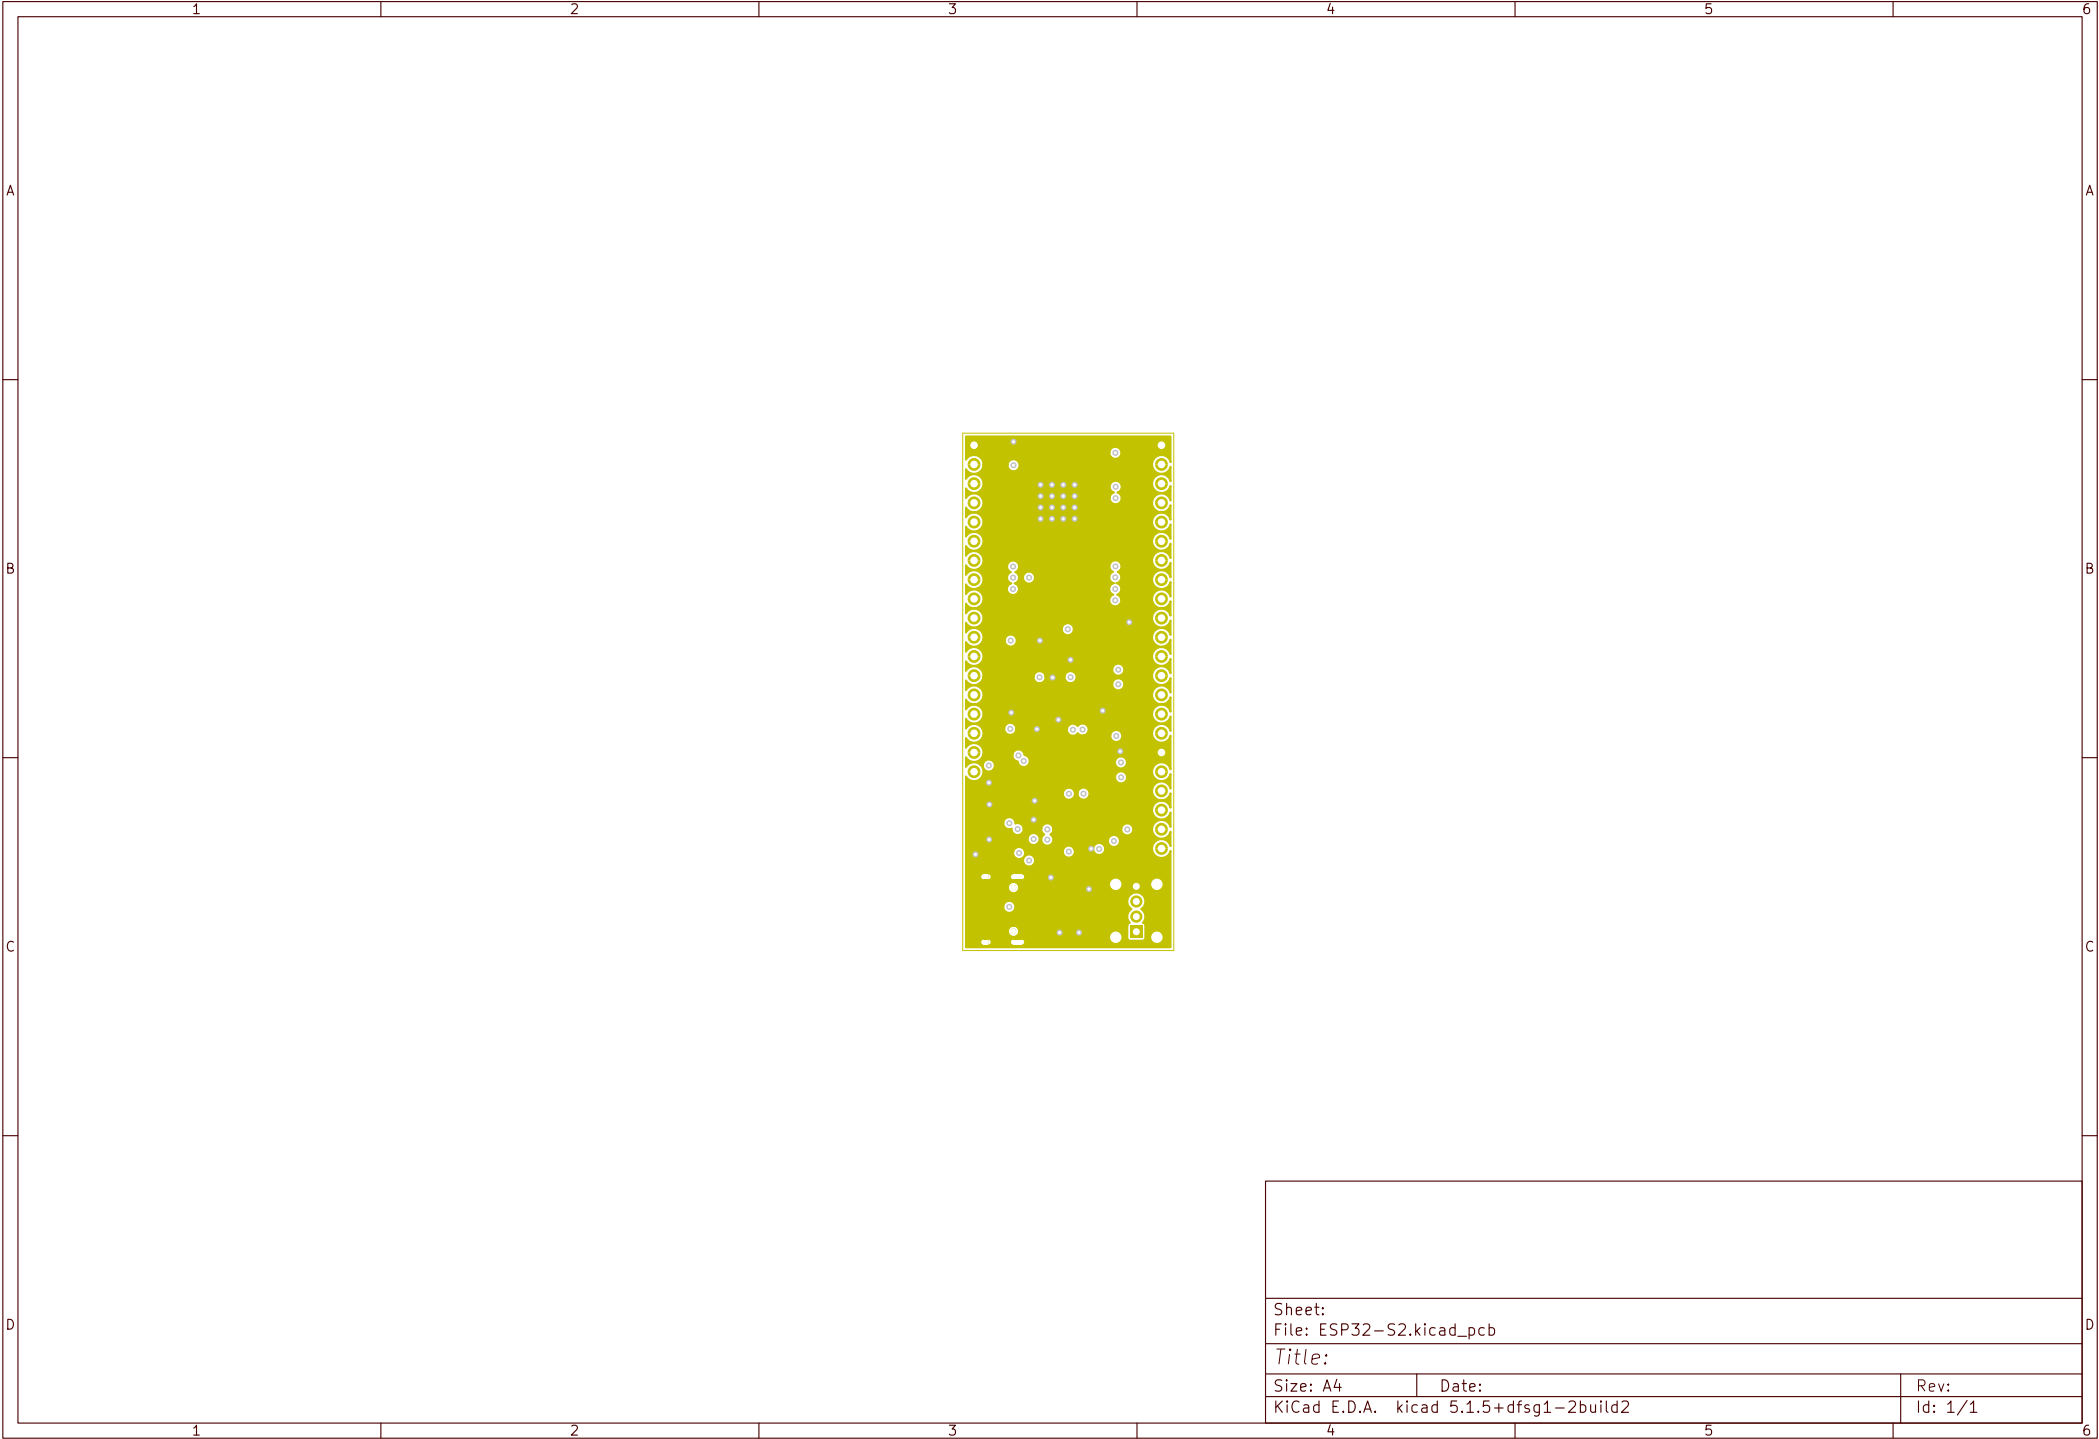 1 2 3 4 5 6
A A
B B
C C
Sheet:
File: ESP32-S2.kicad_pcb
D D
Title:
Size: A4 Date: Rev:
KiCad E.D.A. kicad 5.1.5+dfsg1-2build2 Id: 1/1
1 2 3 4 5 6